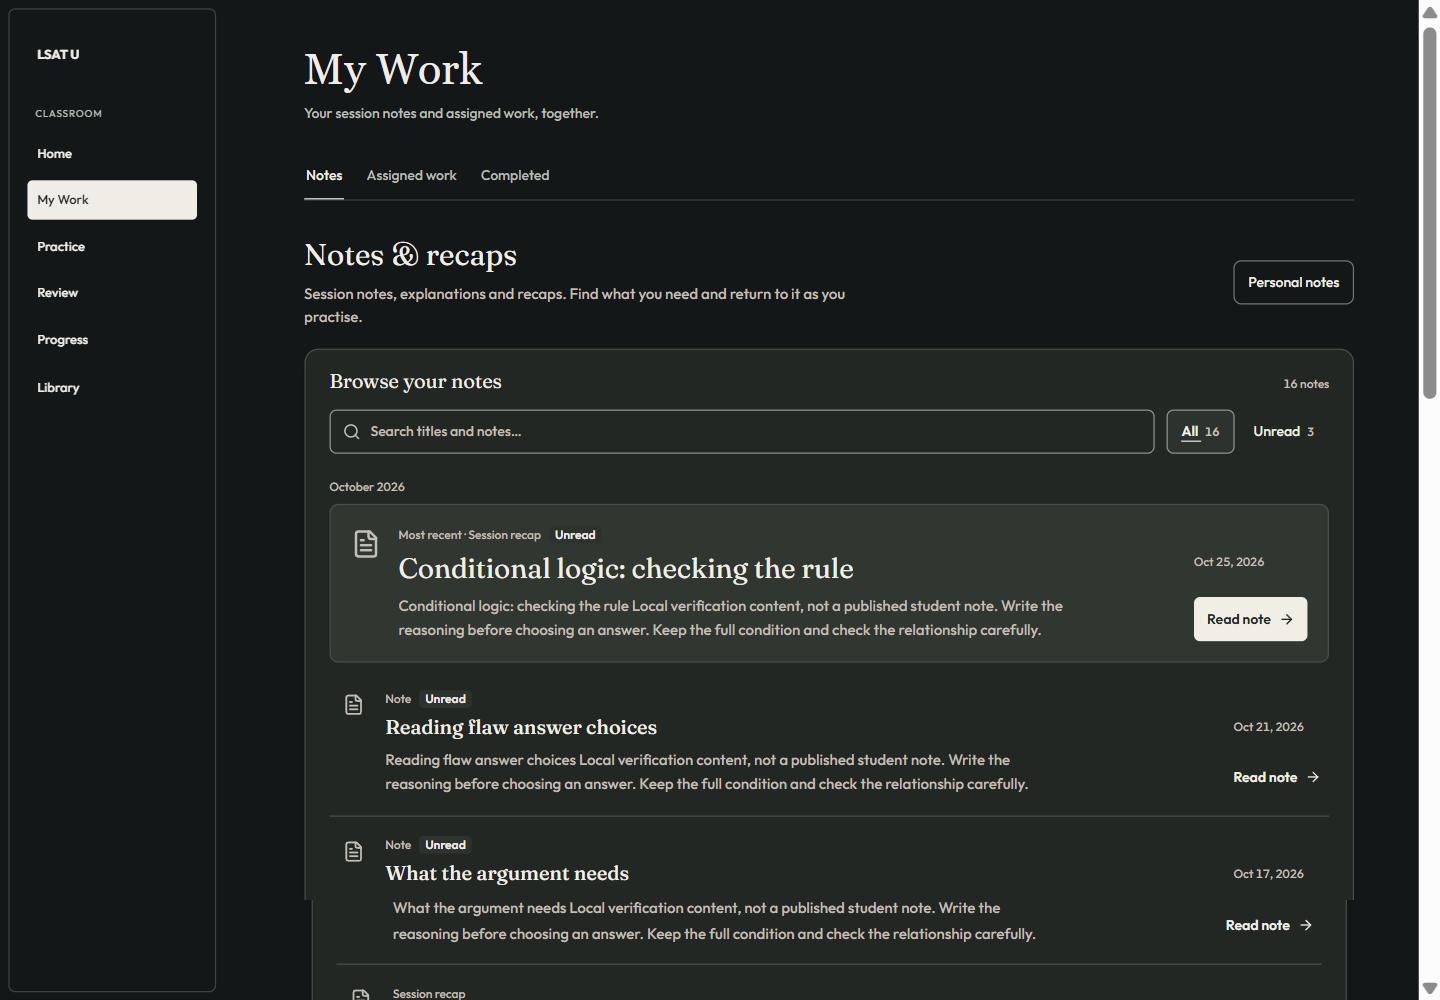 LSAT U
CLASSROOM
Home
My Work
Practice
Review
Progress
Library
My Work
Your session notes and assigned work, together.
Notes
Assigned work
Completed
Notes & recaps
Session notes, explanations and recaps. Find what you need and return to it as you
practise.
Personal notes
Browse your notes
16 notes
Search titles and notes...
All 16
Unread 3
October 2026
Most recent · Session recap Unread
Conditional logic: checking the rule
Oct 25, 2026
Conditional logic: checking the rule Local verification content, not a published student note. Write the
reasoning before choosing an answer. Keep the full condition and check the relationship carefully.
Read note →
Note Unread
Reading flaw answer choices
Oct 21, 2026
Reading flaw answer choices Local verification content, not a published student note. Write the
reasoning before choosing an answer. Keep the full condition and check the relationship carefully.
Read note →
Note Unread
What the argument needs
Oct 17, 2026
What the argument needs Local verification content, not a published student note. Write the
reasoning before choosing an answer. Keep the full condition and check the relationship carefully.
Read note →
Session recap